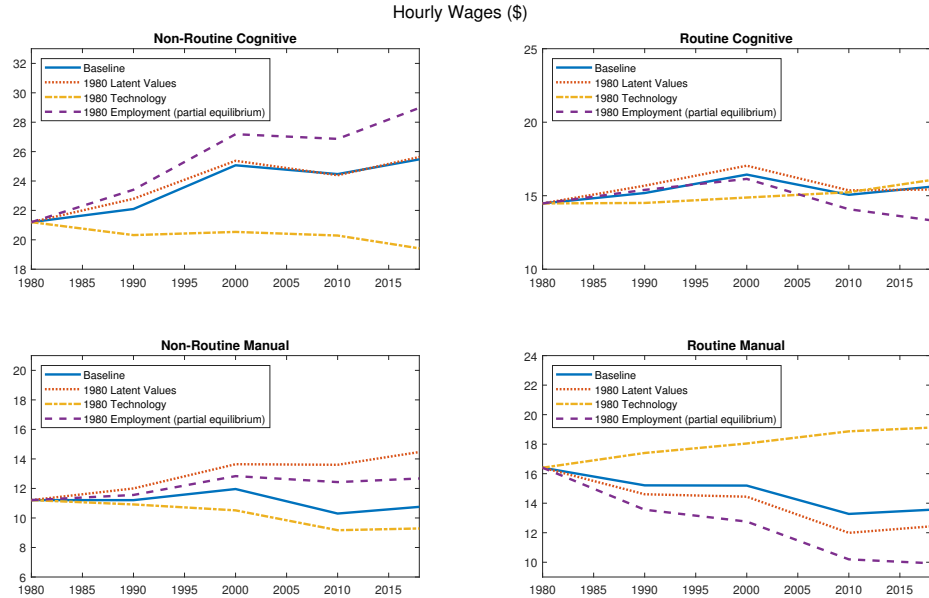 Hourly Wages ($)
Non-Routine Cognitive
32
30
28
26
24
22
20
18
Baseline
1980 Latent Values
1980 Technology
1980 Employment (partial equilibrium)
1980 1985 1990 1995 2000 2005 2010 2015
Routine Cognitive
25
20
15
10
Baseline
1980 Latent Values
1980 Technology
1980 Employment (partial equilibrium)
1980 1985 1990 1995 2000 2005 2010 2015
Non-Routine Manual
20
18
16
14
12
10
8
6
Baseline
1980 Latent Values
1980 Technology
1980 Employment (partial equilibrium)
1980 1985 1990 1995 2000 2005 2010 2015
Routine Manual
24
22
20
18
16
14
12
10
Baseline
1980 Latent Values
1980 Technology
1980 Employment (partial equilibrium)
1980 1985 1990 1995 2000 2005 2010 2015